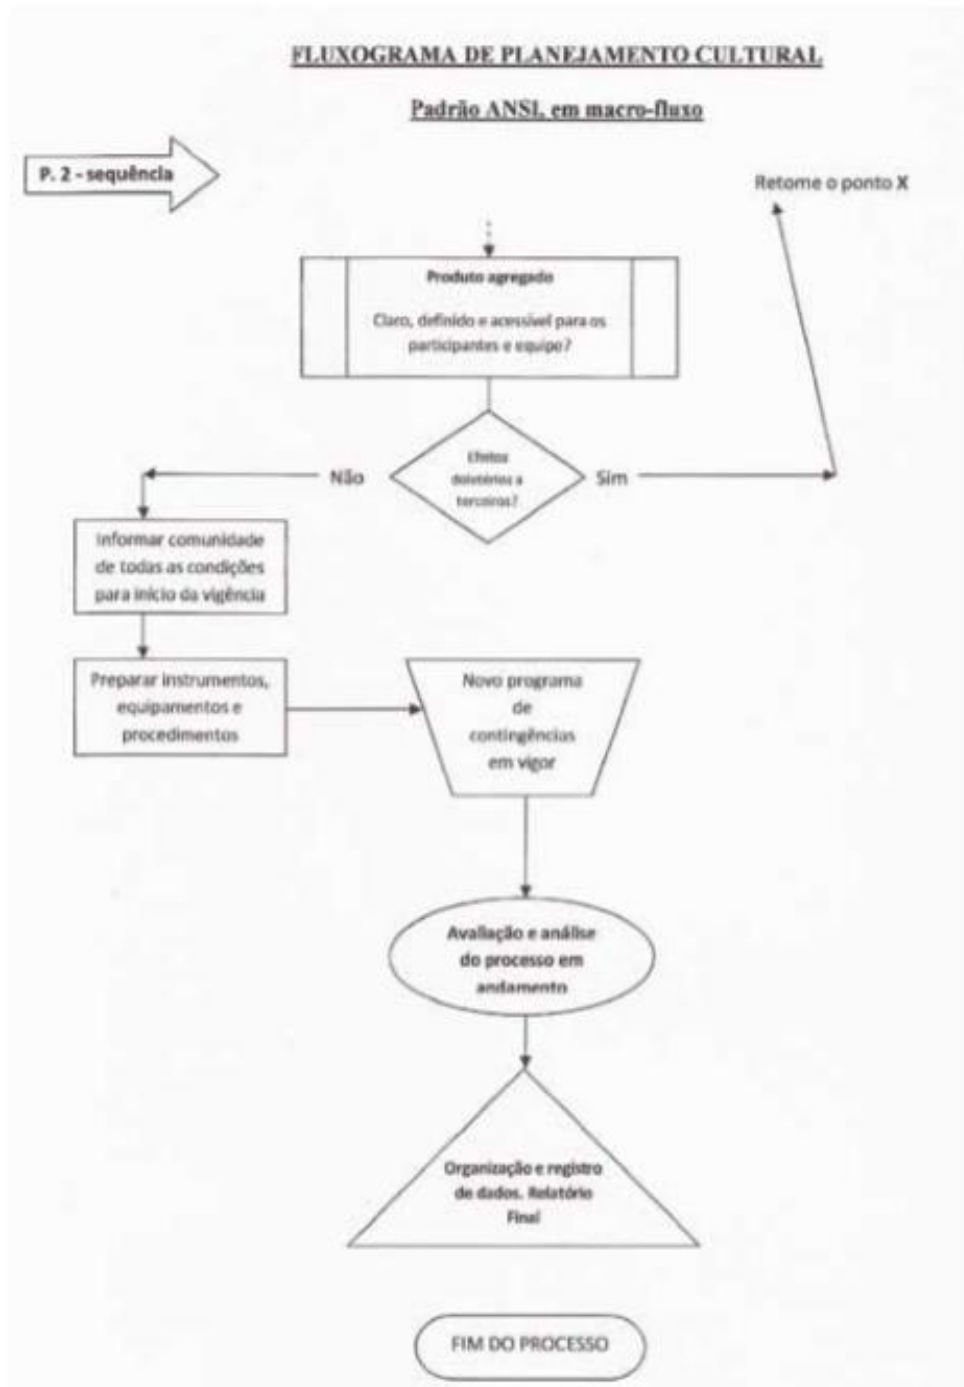 FLUXOGRAMA DE PLANEJAMENTO CULTURAL
Padrão ANSI, em macro-fluxo
P. 2 - sequência
Retome o ponto X
Produto agregado
Claro, definido e acessível para os
participantes e equipe?
Efeitos
deletérios a
terceiros?
Não
Sim
Informar comunidade
de todas as condições
para início da vigência
Preparar instrumentos,
equipamentos e
procedimentos
Novo programa
de
contingências
em vigor
Avaliação e análise
do processo em
andamento
Organização e registro
de dados. Relatório
Final
FIM DO PROCESSO